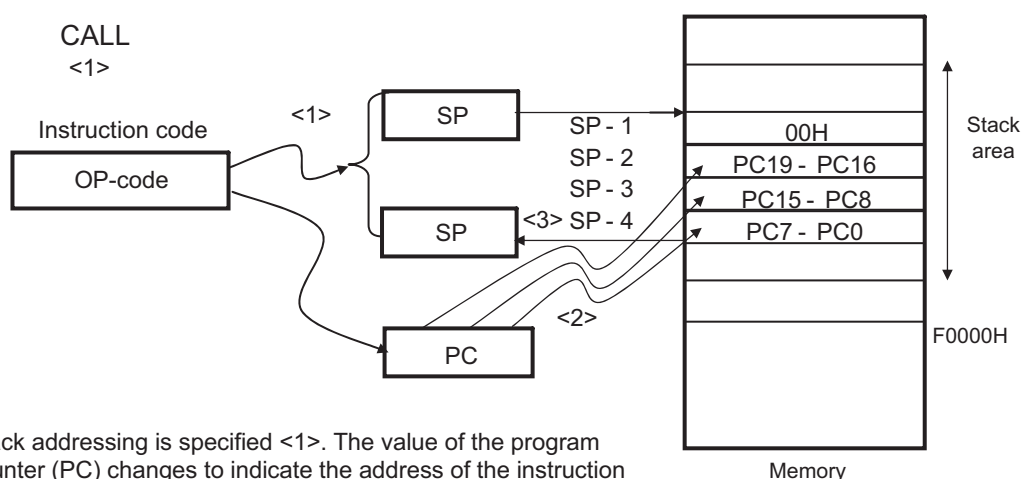 CALL
<1>
<1>
Instruction code
OP-code
SP
SP
PC
SP - 1
SP - 2
SP - 3
<3> SP - 4
<2>
00H
PC19 - PC16
PC15 - PC8
PC7 - PC0
Stack
area
F0000H
Memory
addressing is specified <1>. The value of the program
(PC) changes to indicate the address of the instruction